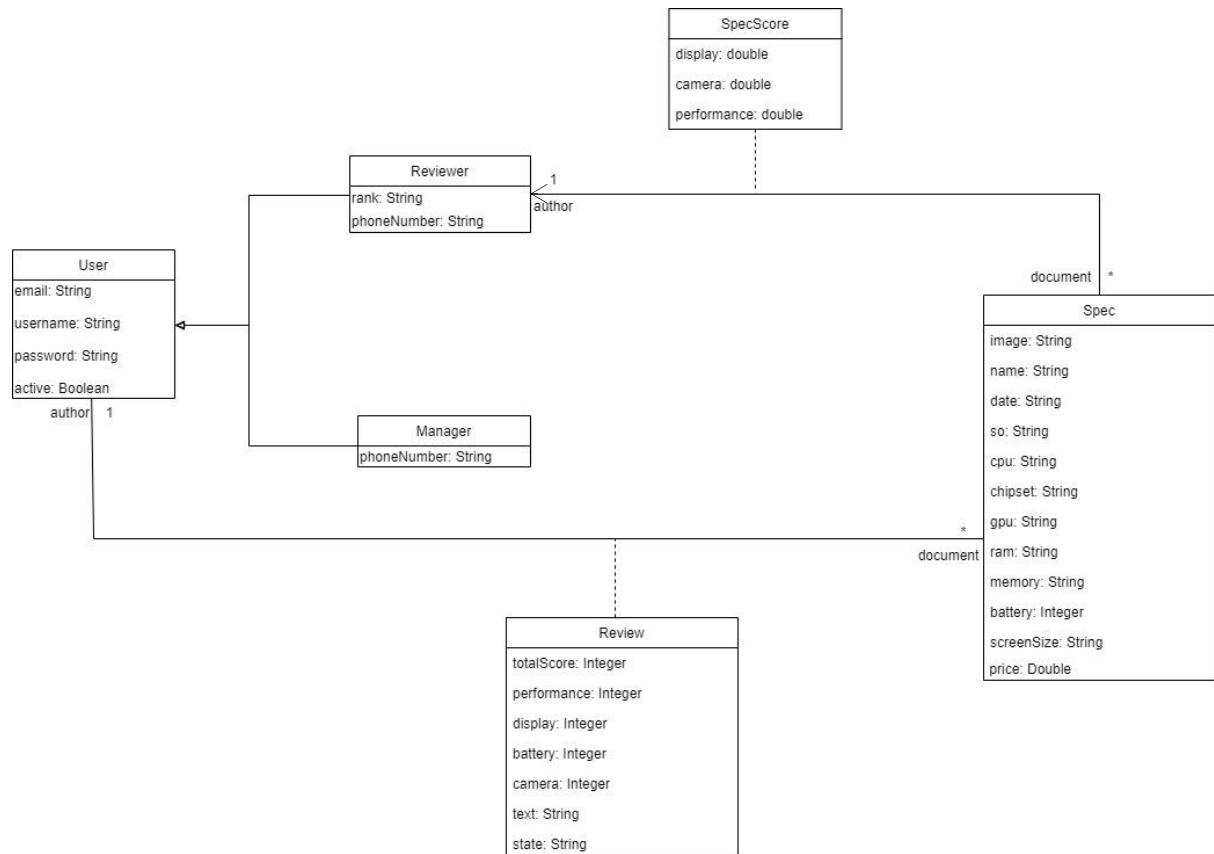 SpecScore
display: double
camera: double
performance: double
Reviewer
rank: String
phoneNumber: String
1
author
document *
User
email: String
username: String
password: String
active: Boolean
author 1
Manager
phoneNumber: String
Spec
image: String
name: String
date: String
so: String
cpu: String
chipset: String
gpu: String
ram: String
memory: String
battery: Integer
screenSize: String
price: Double
*
document
Review
totalScore: Integer
performance: Integer
display: Integer
battery: Integer
camera: Integer
text: String
state: String